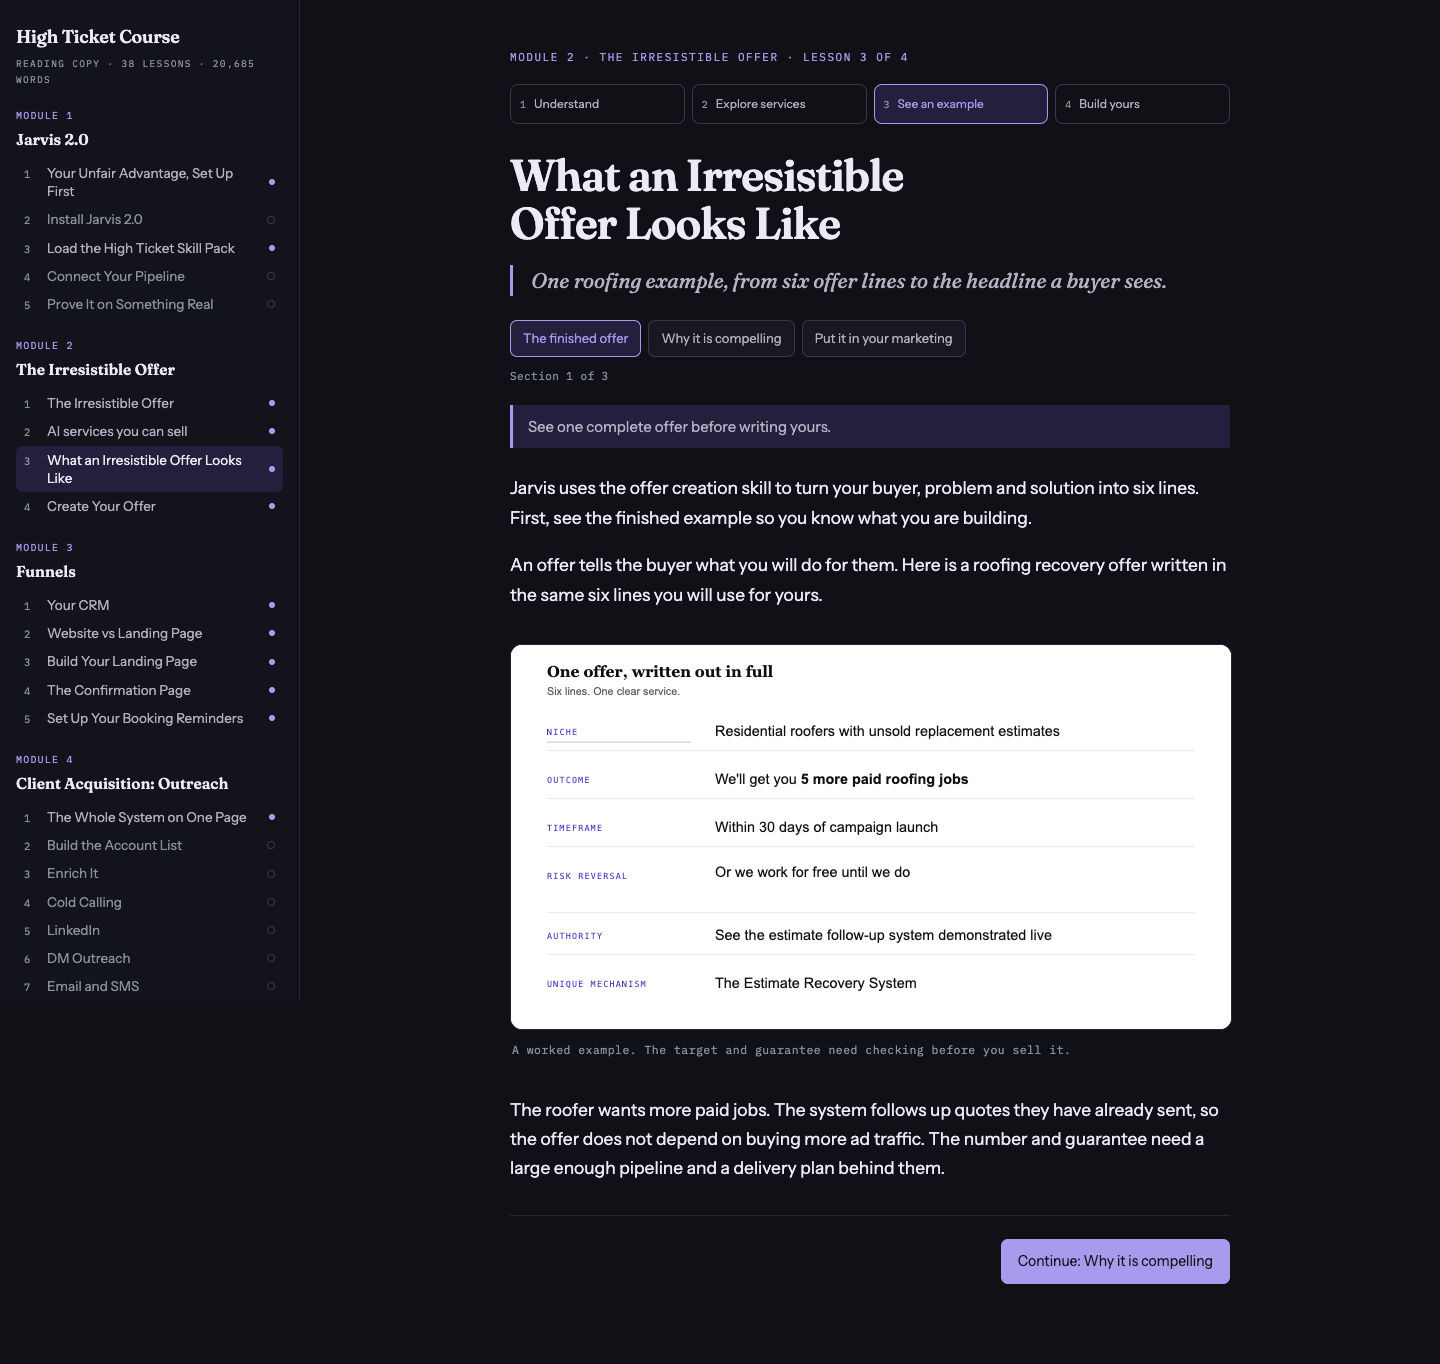 High Ticket Course
READING COPY · 38 LESSONS · 20,685
WORDS
MODULE 1
Jarvis 2.0
1 Your Unfair Advantage, Set Up
First
2 Install Jarvis 2.0
3 Load the High Ticket Skill Pack
4 Connect Your Pipeline
5 Prove It on Something Real
MODULE 2
The Irresistible Offer
1 The Irresistible Offer
2 AI services you can sell
3 What an Irresistible Offer Looks
Like
4 Create Your Offer
MODULE 3
Funnels
1 Your CRM
2 Website vs Landing Page
3 Build Your Landing Page
4 The Confirmation Page
5 Set Up Your Booking Reminders
MODULE 4
Client Acquisition: Outreach
1 The Whole System on One Page
2 Build the Account List
3 Enrich It
4 Cold Calling
5 LinkedIn
6 DM Outreach
7 Email and SMS
MODULE 2 · THE IRRESISTIBLE OFFER · LESSON 3 OF 4
1 Understand
2 Explore services
3 See an example
4 Build yours
What an Irresistible
Offer Looks Like
One roofing example, from six offer lines to the headline a buyer sees.
The finished offer
Why it is compelling
Put it in your marketing
Section 1 of 3
See one complete offer before writing yours.
Jarvis uses the offer creation skill to turn your buyer, problem and solution into six lines.
First, see the finished example so you know what you are building.
An offer tells the buyer what you will do for them. Here is a roofing recovery offer written in
the same six lines you will use for yours.
One offer, written out in full
Six lines. One clear service.
NICHE Residential roofers with unsold replacement estimates
OUTCOME We'll get you 5 more paid roofing jobs
TIMEFRAME Within 30 days of campaign launch
RISK REVERSAL Or we work for free until we do
AUTHORITY See the estimate follow-up system demonstrated live
UNIQUE MECHANISM The Estimate Recovery System
A worked example. The target and guarantee need checking before you sell it.
The roofer wants more paid jobs. The system follows up quotes they have already sent, so
the offer does not depend on buying more ad traffic. The number and guarantee need a
large enough pipeline and a delivery plan behind them.
Continue: Why it is compelling